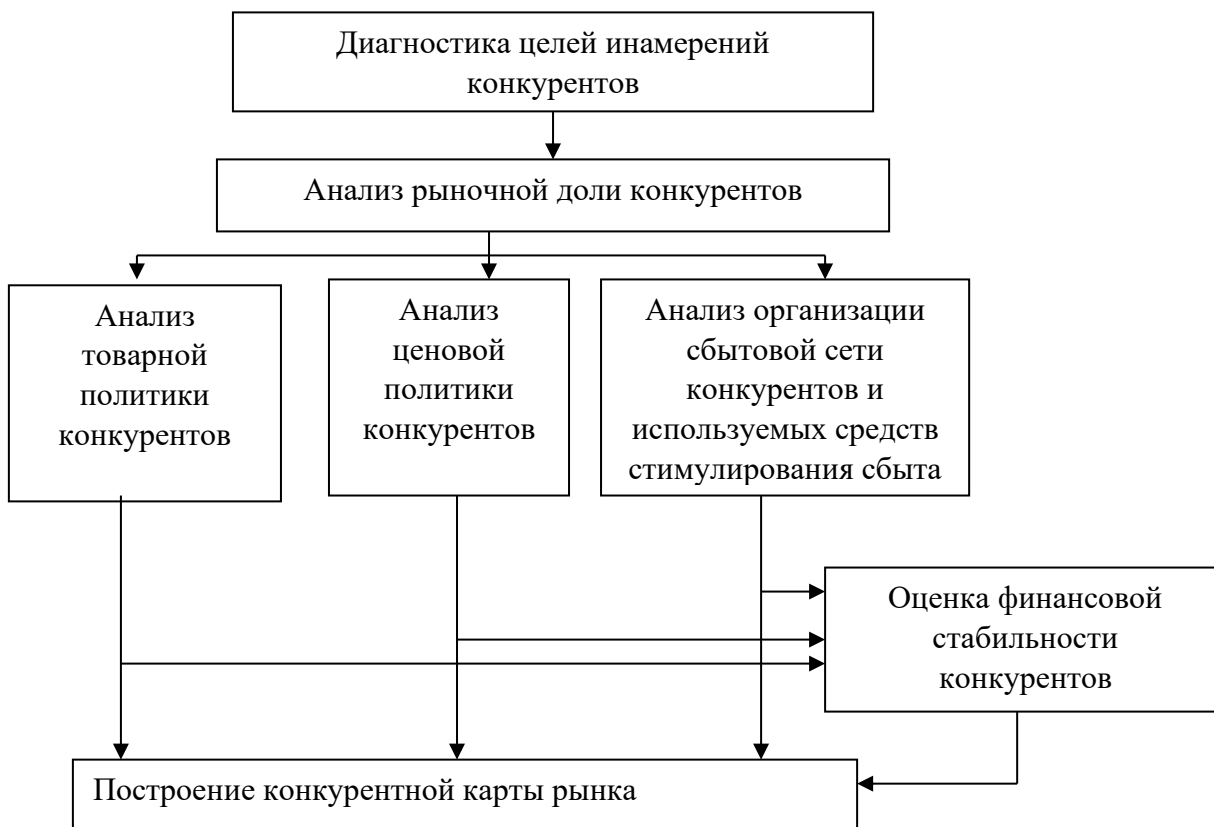 Диагностика целей инамерений
конкурентов
Анализ рыночной доли конкурентов
Анализ
товарной
политики
конкурентов
Анализ
ценовой
политики
конкурентов
Анализ организации
сбытовой сети
конкурентов и
используемых средств
стимулирования сбыта
Оценка финансовой
стабильности
конкурентов
Построение конкурентной карты рынка